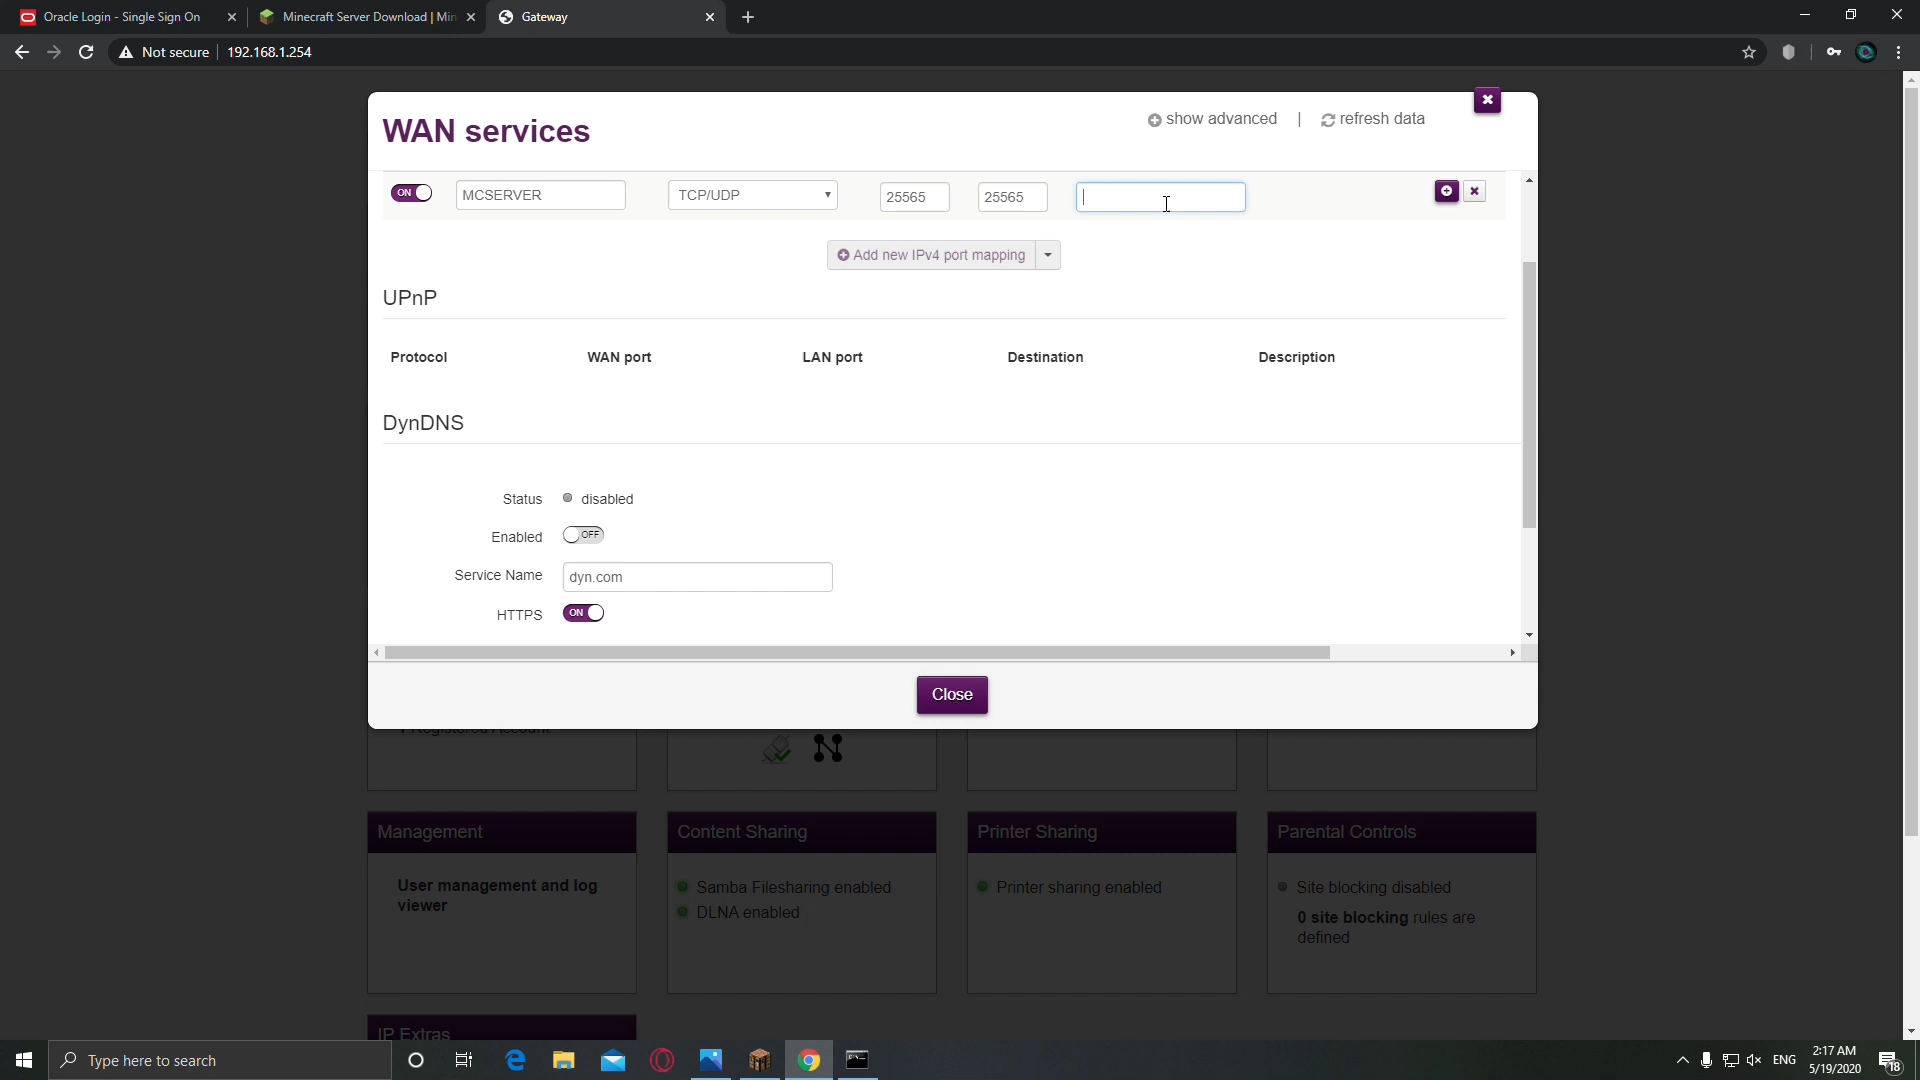 Oracle Login - Single Sign On
Minecraft Server Download | Min
Gateway
Not secure
192.168.1.254
WAN services
show advanced | refresh data
ON MCSERVER TCP/UDP 25565 25565
Add new IPv4 port mapping
UPnP
Protocol WAN port LAN port Destination Description
DynDNS
Status disabled
Enabled OFF
Service Name dyn.com
HTTPS ON
Close
1 Registered Account
Management
User management and log
viewer
Content Sharing
Samba Filesharing enabled
DLNA enabled
Printer Sharing
Printer sharing enabled
Parental Controls
Site blocking disabled
0 site blocking rules are
defined
IP Extras
Type here to search
ENG
2:17 AM
5/19/2020
18